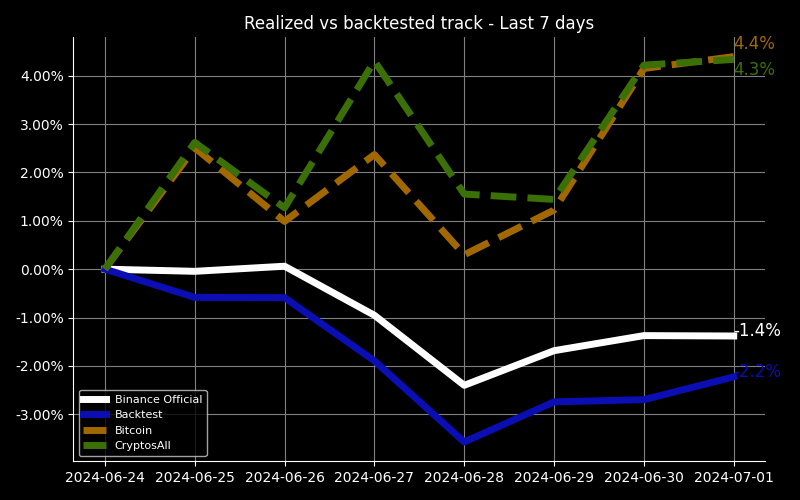 Realized vs backtested track - Last 7 days
4.4%
4.3%
4.00%
3.00%
2.00%
1.00%
0.00%
-1.00%
-2.00%
-3.00%
-1.4%
-2.2%
Binance Official
Backtest
Bitcoin
CryptosAll
2024-06-24 2024-06-25 2024-06-26 2024-06-27 2024-06-28 2024-06-29 2024-06-30 2024-07-01